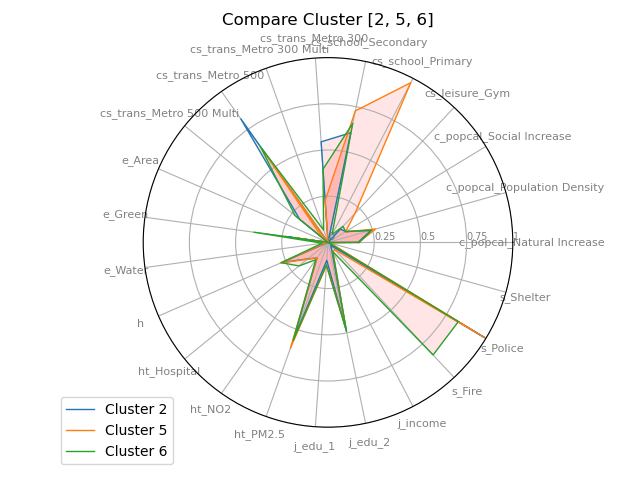 Compare Cluster [2, 5, 6]
cs_trans_Metro 300
cs_school_Secondary
cs_trans_Metro 300 Multi
cs_school_Primary
cs_trans_Metro 500
cs_leisure_Gym
cs_trans_Metro 500 Multi
c_popcal_Social Increase
e_Area
c_popcal_Population Density
e_Green
0.25
0.5
0.75
1
c_popcal_Natural Increase
e_Water
s_Shelter
h
s_Police
ht_Hospital
s_Fire
ht_NO2
j_income
ht_PM2.5
j_edu_1
j_edu_2
Cluster 2
Cluster 5
Cluster 6